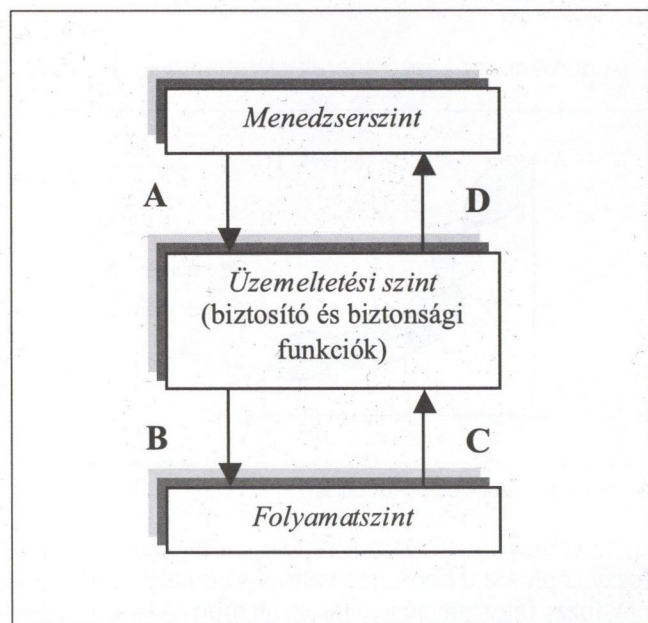 Menedzserszint
A
D
Üzemeltetési szint
(biztosító és biztonsági
funkciók)
B
C
Folyamatszint